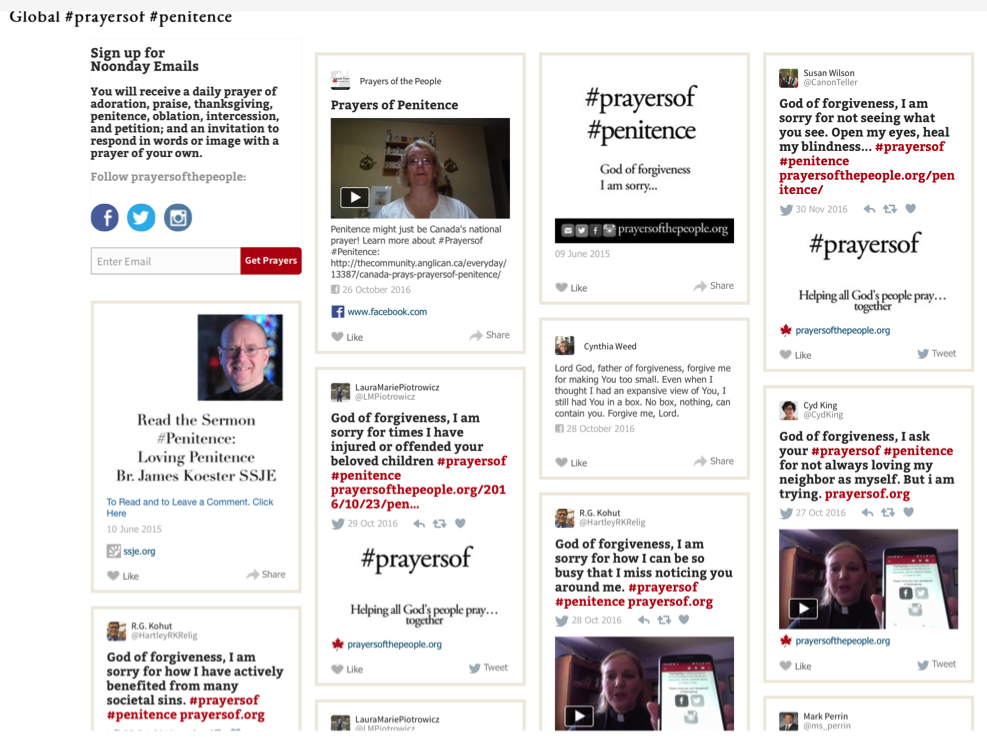 Global #prayersof #penitence
Sign up for
Noonday Emails
You will receive a daily prayer of
adoration, praise, thanksgiving,
penitence, oblation, intercession,
and petition; and an invitation to
respond in words or image with a
prayer of your own.
Follow prayersofthepeople:
Enter Email
Get Prayers
Read the Sermon
#Penitence:
Loving Penitence
Br. James Koester SSJE
To Read and to Leave a Comment. Click
Here
10 June 2015
ssje.org
Like
Share
R.G. Kohut
@HartleyRKRelig
God of forgiveness, I am
sorry for how I have actively
benefited from many
societal sins. #prayersof
#penitence prayersof.org
Prayers of the People
Prayers of Penitence
Penitence might just be Canada's national
prayer! Learn more about #Prayersof
#Penitence:
http://thecommunity.anglican.ca/everyday/
13387/canada-prays-prayersof-penitence/
26 October 2016
www.facebook.com
Like
Share
LauraMariePiotrowicz
@LMPiotrowicz
God of forgiveness, I am
sorry for times I have
injured or offended your
beloved children #prayersof
#penitence
prayersofthepeople.org/201
6/10/23/pen...
29 Oct 2016
#prayersof
Helping all God's people pray...
together
prayersofthepeople.org
Like
Tweet
LauraMariePiotrowicz
@LMPiotrowicz
#prayersof
#penitence
God of forgiveness
I am sorry...
prayersofthepeople.org
09 June 2015
Like
Share
Cynthia Weed
Lord God, father of forgiveness, forgive me
for making You too small. Even when I
thought I had an expansive view of You, I
still had You in a box. No box, nothing, can
contain you. Forgive me, Lord.
28 October 2016
Like
Share
R.G. Kohut
@HartleyRKRelig
God of forgiveness, I am
sorry for how I can be so
busy that I miss noticing you
around me. #prayersof
#penitence prayersof.org
28 Oct 2016
Susan Wilson
@CanonTeller
God of forgiveness, I am
sorry for not seeing what
you see. Open my eyes, heal
my blindness... #prayersof
#penitence
prayersofthepeople.org/pen
itence/
30 Nov 2016
#prayersof
Helping all God's people pray...
together
prayersofthepeople.org
Like
Tweet
Cyd King
@CydKing
God of forgiveness, I ask
your #prayersof #penitence
for not always loving my
neighbor as myself. But i am
trying. prayersof.org
27 Oct 2016
prayersofthepeople.org
Like
Tweet
Mark Perrin
@ms_perrin